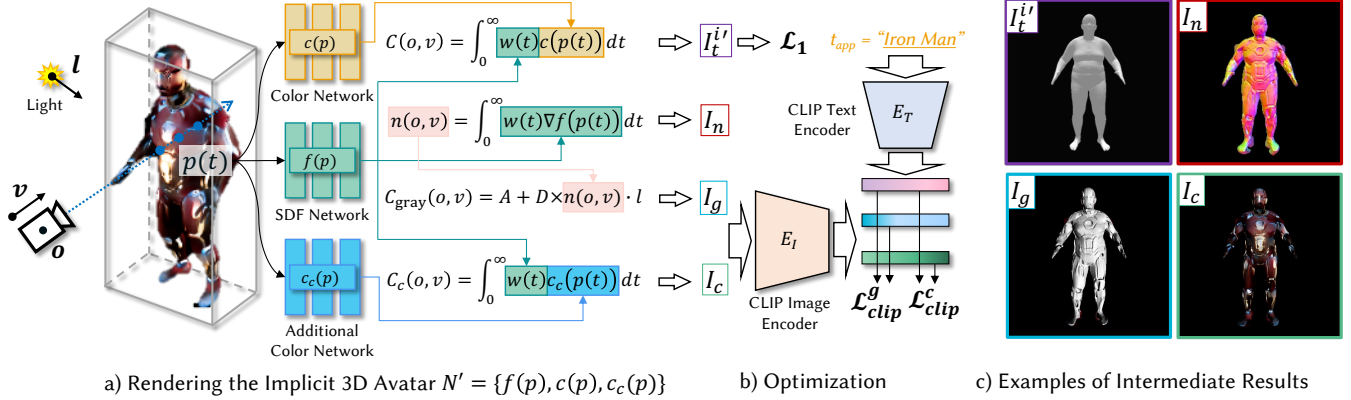 l
Light
v
o
p(t)
c(p)
Color Network
f(p)
SDF Network
c_c(p)
Additional
Color Network
C(o, v) = ∫_0^∞ w(t)c(p(t)) dt
n(o, v) = ∫_0^∞ w(t)∇f(p(t)) dt
C_gray(o, v) = A + D×n(o, v) · l
C_c(o, v) = ∫_0^∞ w(t)c_c(p(t)) dt
I_t^{i′}
ℒ_1
I_n
I_g
I_c
t_app = “Iron Man”
CLIP Text
Encoder
E_T
E_I
CLIP Image
Encoder
ℒ_clip^g
ℒ_clip^c
I_t^{i′}
I_n
I_g
I_c
a) Rendering the Implicit 3D Avatar N′ = {f(p), c(p), c_c(p)}
b) Optimization
c) Examples of Intermediate Results